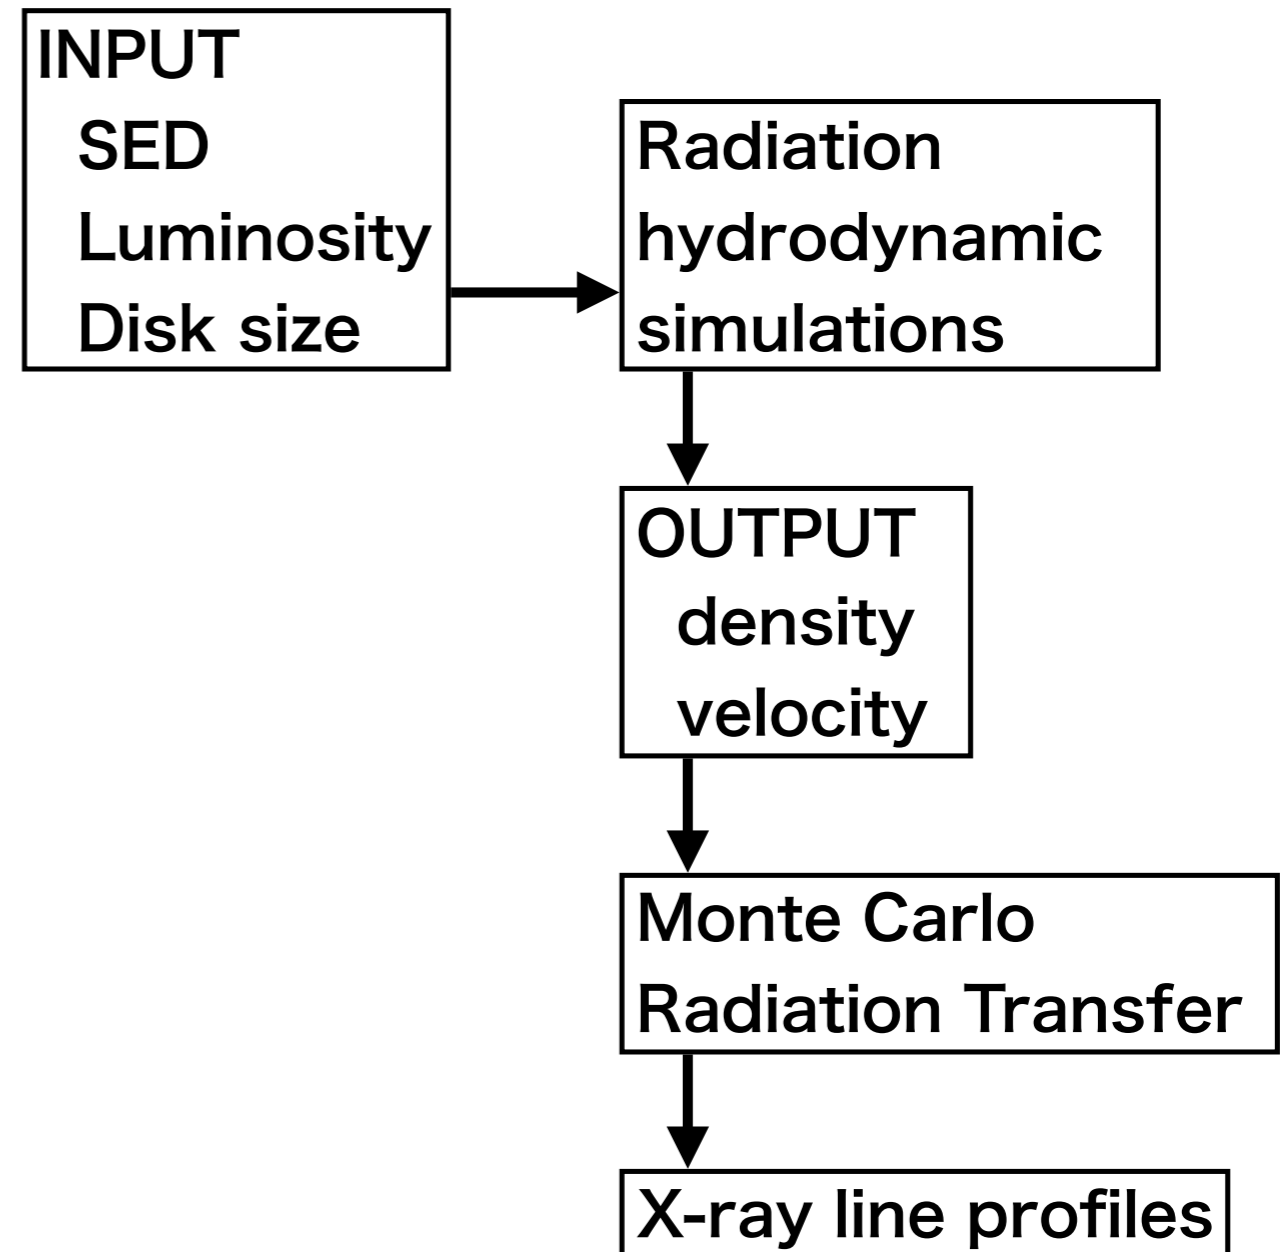 INPUT
SED
Luminosity
Disk size
Radiation
hydrodynamic
simulations
OUTPUT
density
velocity
Monte Carlo
Radiation Transfer
X-ray line profiles